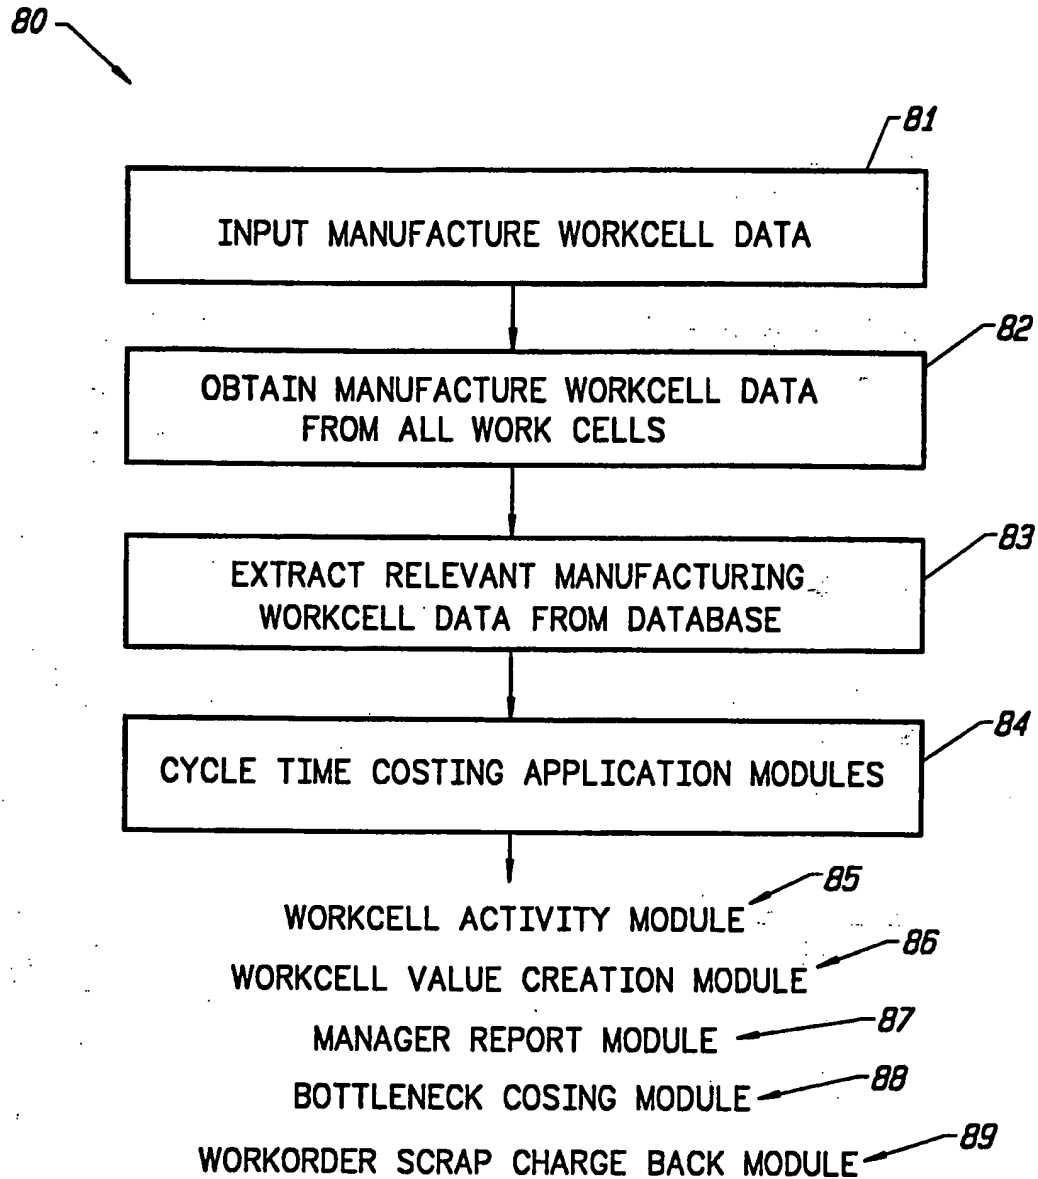 80
81
INPUT MANUFACTURE WORKCELL DATA
82
OBTAIN MANUFACTURE WORKCELL DATA
FROM ALL WORK CELLS
83
EXTRACT RELEVANT MANUFACTURING
WORKCELL DATA FROM DATABASE
84
CYCLE TIME COSTING APPLICATION MODULES
85
WORKCELL ACTIVITY MODULE
86
WORKCELL VALUE CREATION MODULE
87
MANAGER REPORT MODULE
88
BOTTLENECK COSING MODULE
89
WORKORDER SCRAP CHARGE BACK MODULE